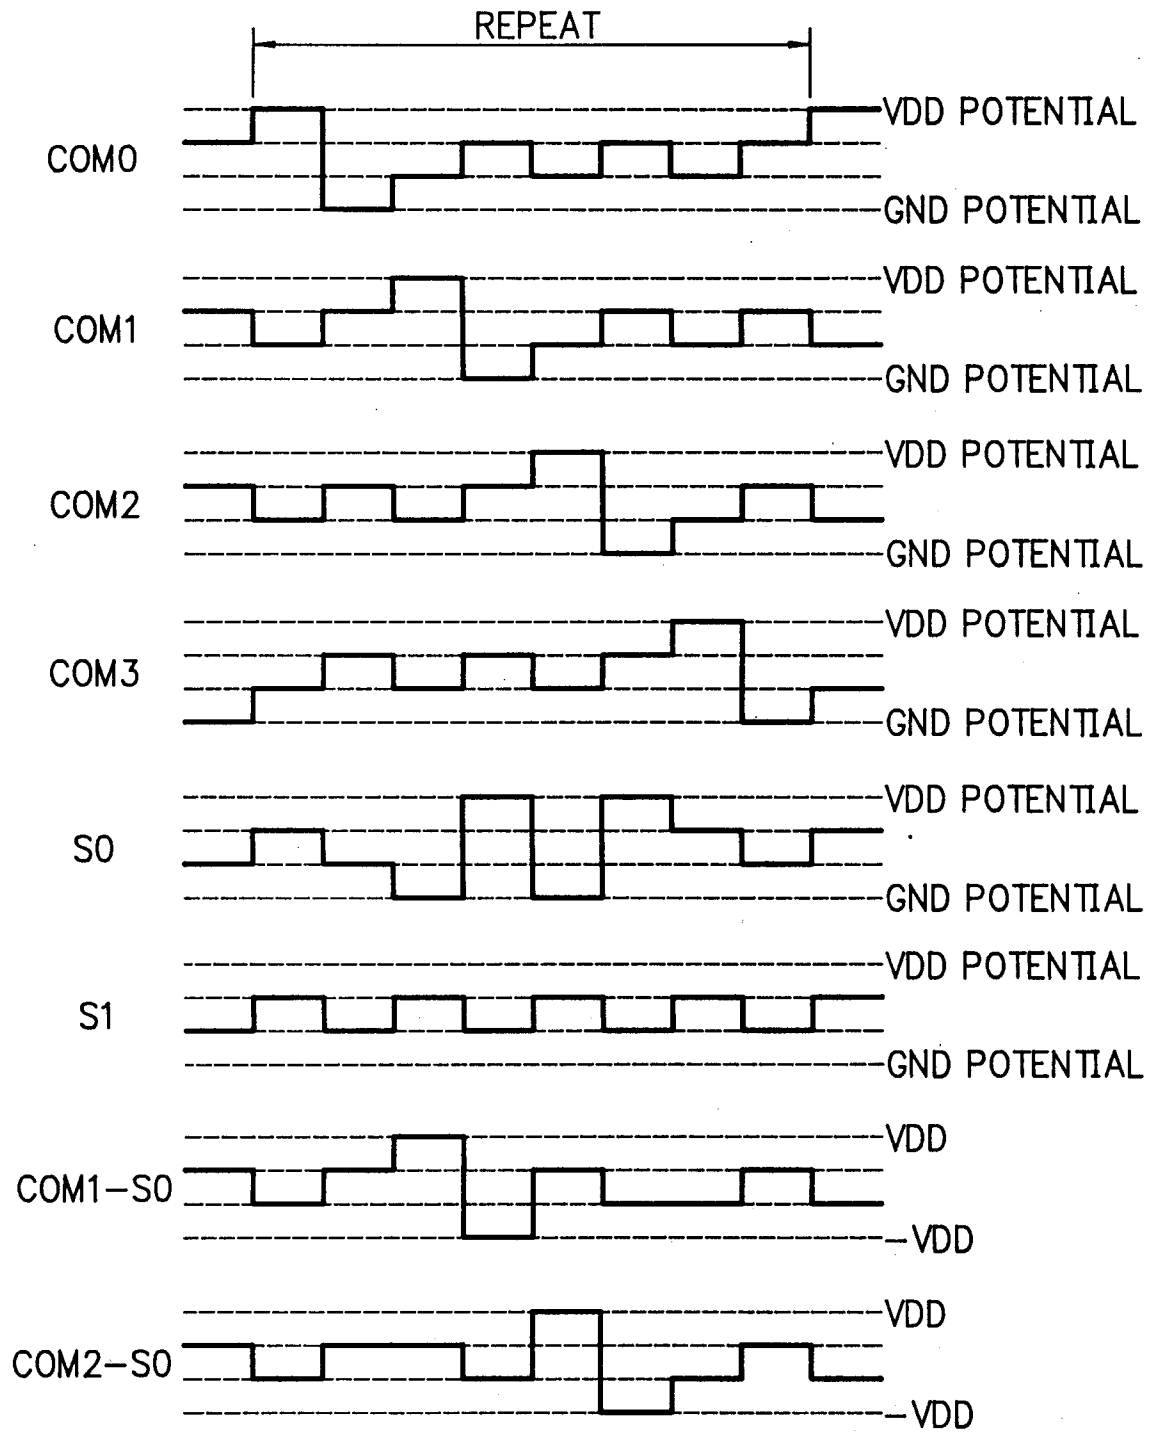 REPEAT
VDD POTENTIAL
COM0
GND POTENTIAL
VDD POTENTIAL
COM1
GND POTENTIAL
VDD POTENTIAL
COM2
GND POTENTIAL
VDD POTENTIAL
COM3
GND POTENTIAL
VDD POTENTIAL
S0
GND POTENTIAL
VDD POTENTIAL
S1
GND POTENTIAL
VDD
COM1-S0
-VDD
VDD
COM2-S0
-VDD